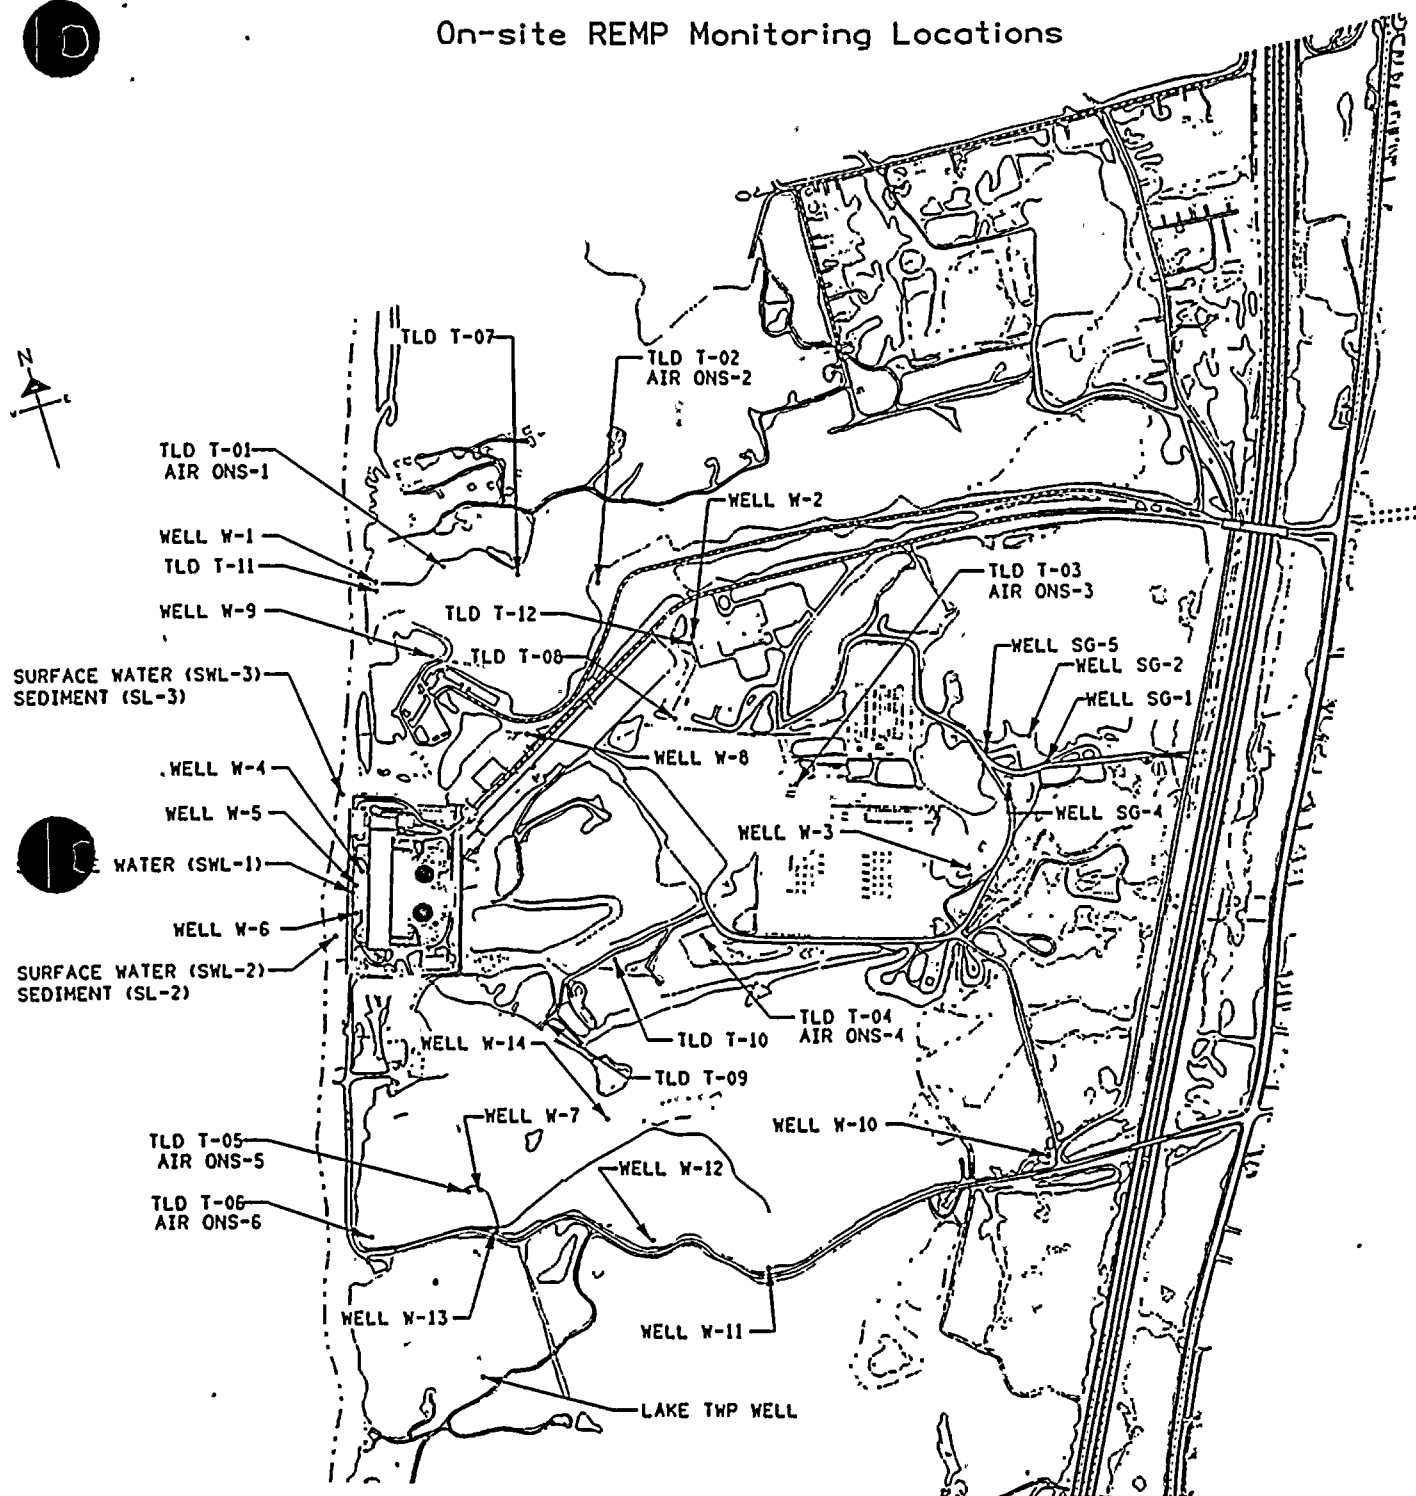 On-site REMP Monitoring Locations
TLD T-07
TLD T-02
AIR ONS-2
N
TLD T-01
AIR ONS-1
WELL W-2
WELL W-1
TLD T-11
TLD T-03
AIR ONS-3
WELL W-9
TLD T-12
WELL SG-5
TLD T-08
WELL SG-2
SURFACE WATER (SWL-3)
SEDIMENT (SL-3)
WELL SG-1
WELL W-8
WELL W-4
WELL W-5
WELL SG-4
WELL W-3
WATER (SWL-1)
WELL W-6
SURFACE WATER (SWL-2)
SEDIMENT (SL-2)
TLD T-04
AIR ONS-4
TLD T-10
WELL W-14
TLD T-09
WELL W-7
WELL W-10
TLD T-05
AIR ONS-5
WELL W-12
TLD T-06
AIR ONS-6
WELL W-13
WELL W-11
LAKE TWP WELL